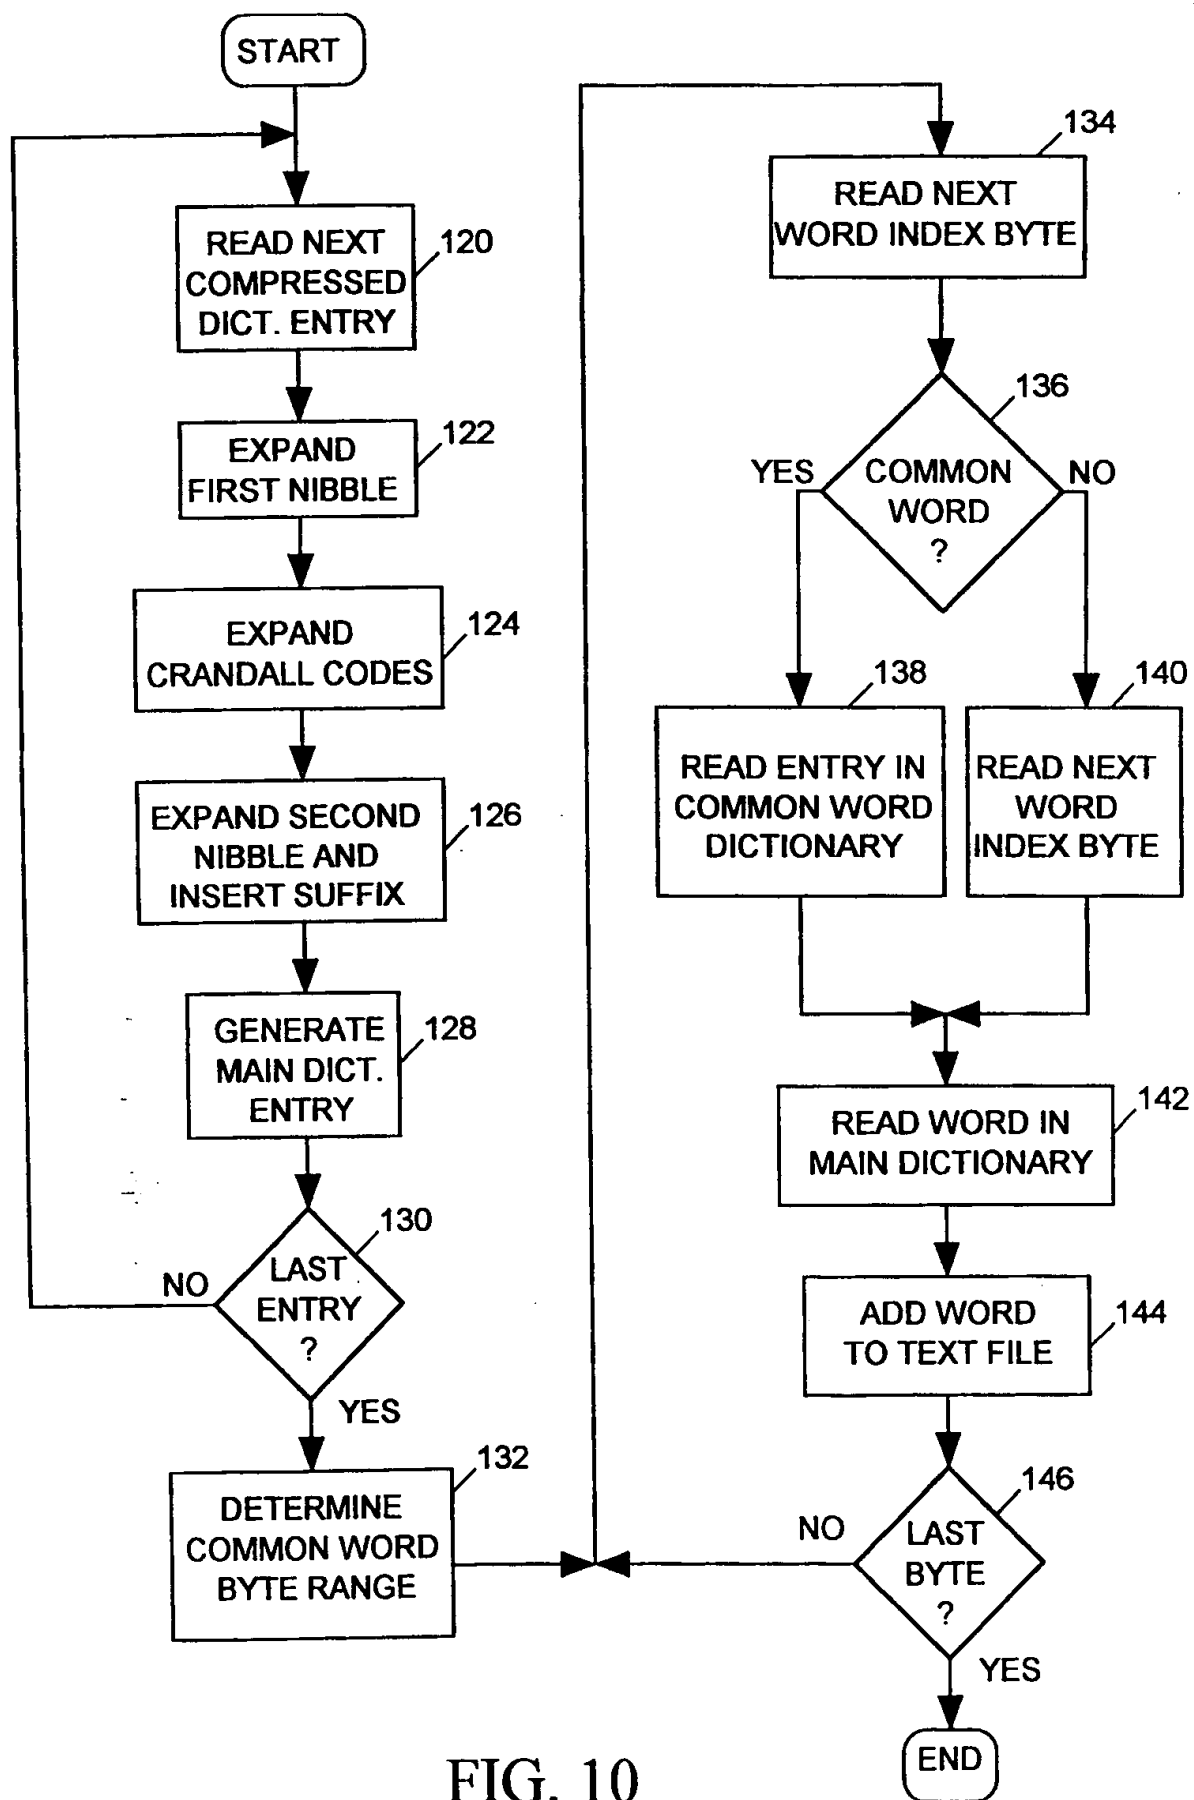 START
READ NEXT
COMPRESSED
DICT. ENTRY
120
EXPAND
FIRST NIBBLE
122
EXPAND
CRANDALL CODES
124
EXPAND SECOND
NIBBLE AND
INSERT SUFFIX
126
GENERATE
MAIN DICT.
ENTRY
128
LAST
ENTRY
?
130
NO
YES
DETERMINE
COMMON WORD
BYTE RANGE
132
READ NEXT
WORD INDEX BYTE
134
COMMON
WORD
?
136
YES
NO
READ ENTRY IN
COMMON WORD
DICTIONARY
138
READ NEXT
WORD
INDEX BYTE
140
READ WORD IN
MAIN DICTIONARY
142
ADD WORD
TO TEXT FILE
144
LAST
BYTE
?
146
NO
YES
END
FIG. 10